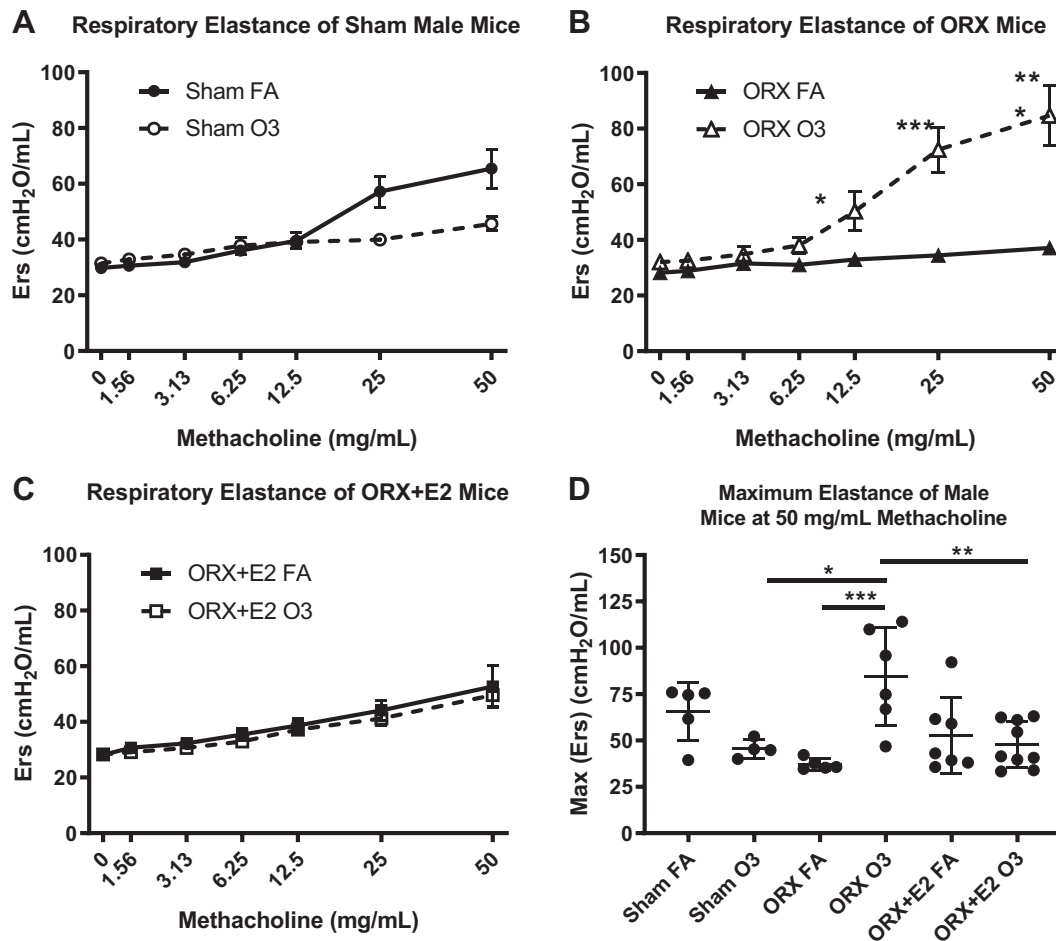 A Respiratory Elastance of Sham Male Mice
100
80
60
40
20
0
Ers (cmH2O/mL)
Sham FA
Sham O3
0
1.56
3.13
6.25
12.5
25
50
Methacholine (mg/mL)
B Respiratory Elastance of ORX Mice
100
80
60
40
20
0
Ers (cmH2O/mL)
ORX FA
ORX O3
*
***
**
*
0
1.56
3.13
6.25
12.5
25
50
Methacholine (mg/mL)
C Respiratory Elastance of ORX+E2 Mice
100
80
60
40
20
0
Ers (cmH2O/mL)
ORX+E2 FA
ORX+E2 O3
0
1.56
3.13
6.25
12.5
25
50
Methacholine (mg/mL)
D Maximum Elastance of Male
Mice at 50 mg/mL Methacholine
150
125
100
75
50
25
0
Max (Ers) (cmH2O/mL)
**
*
***
Sham FA
Sham O3
ORX FA
ORX O3
ORX+E2 FA
ORX+E2 O3